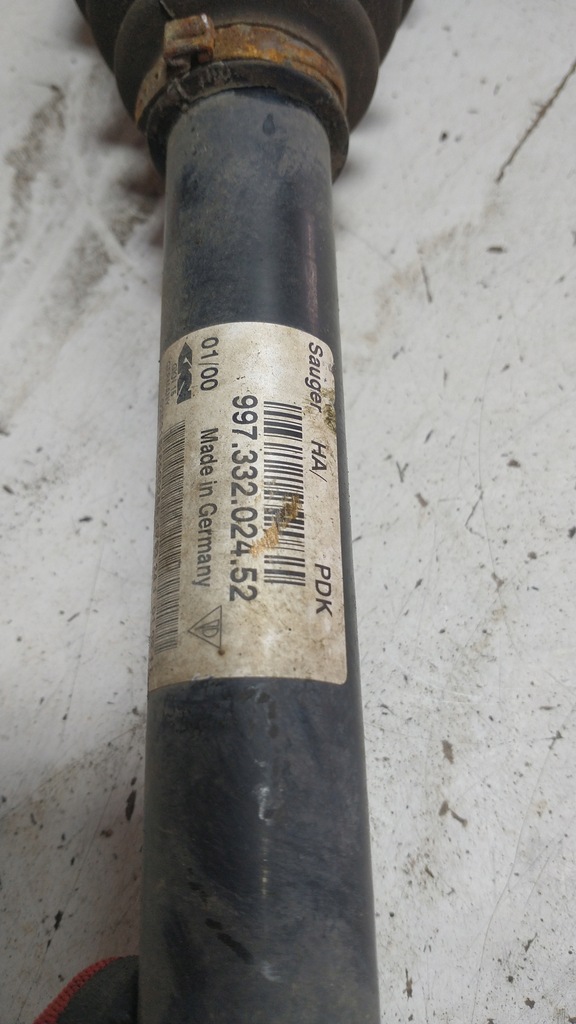 Sauger HA/ PDK
997.332.024.52
01/00 Made in Germany